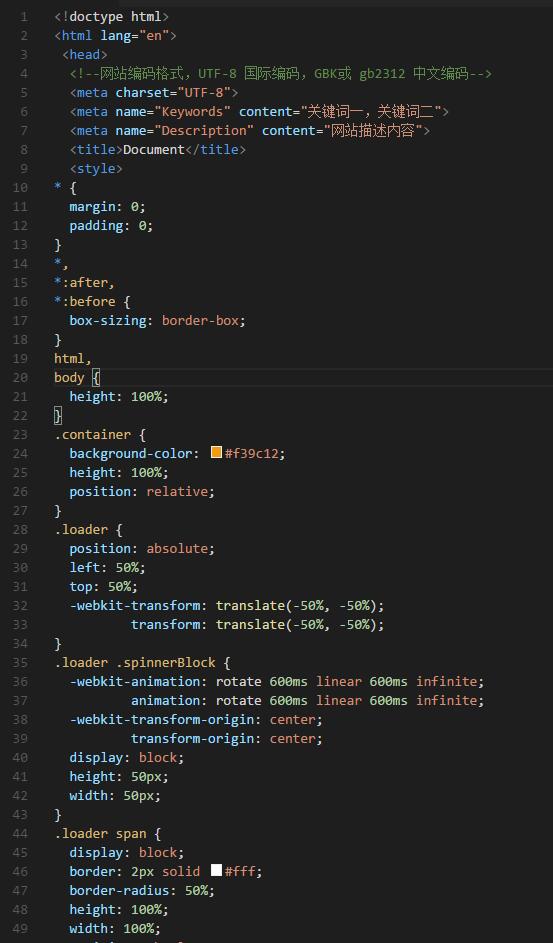 1 <!doctype html>
2 <html lang="en">
3  <head>
4   <!--网站编码格式，UTF-8 国际编码，GBK或 gb2312 中文编码-->
5   <meta charset="UTF-8">
6   <meta name="Keywords" content="关键词一，关键词二">
7   <meta name="Description" content="网站描述内容">
8   <title>Document</title>
9   <style>
10 * {
11   margin: 0;
12   padding: 0;
13 }
14 *,
15 *:after,
16 *:before {
17   box-sizing: border-box;
18 }
19 html,
20 body {
21   height: 100%;
22 }
23 .container {
24   background-color: #f39c12;
25   height: 100%;
26   position: relative;
27 }
28 .loader {
29   position: absolute;
30   left: 50%;
31   top: 50%;
32   -webkit-transform: translate(-50%, -50%);
33           transform: translate(-50%, -50%);
34 }
35 .loader .spinnerBlock {
36   -webkit-animation: rotate 600ms linear 600ms infinite;
37           animation: rotate 600ms linear 600ms infinite;
38   -webkit-transform-origin: center;
39           transform-origin: center;
40   display: block;
41   height: 50px;
42   width: 50px;
43 }
44 .loader span {
45   display: block;
46   border: 2px solid #fff;
47   border-radius: 50%;
48   height: 100%;
49   width: 100%;